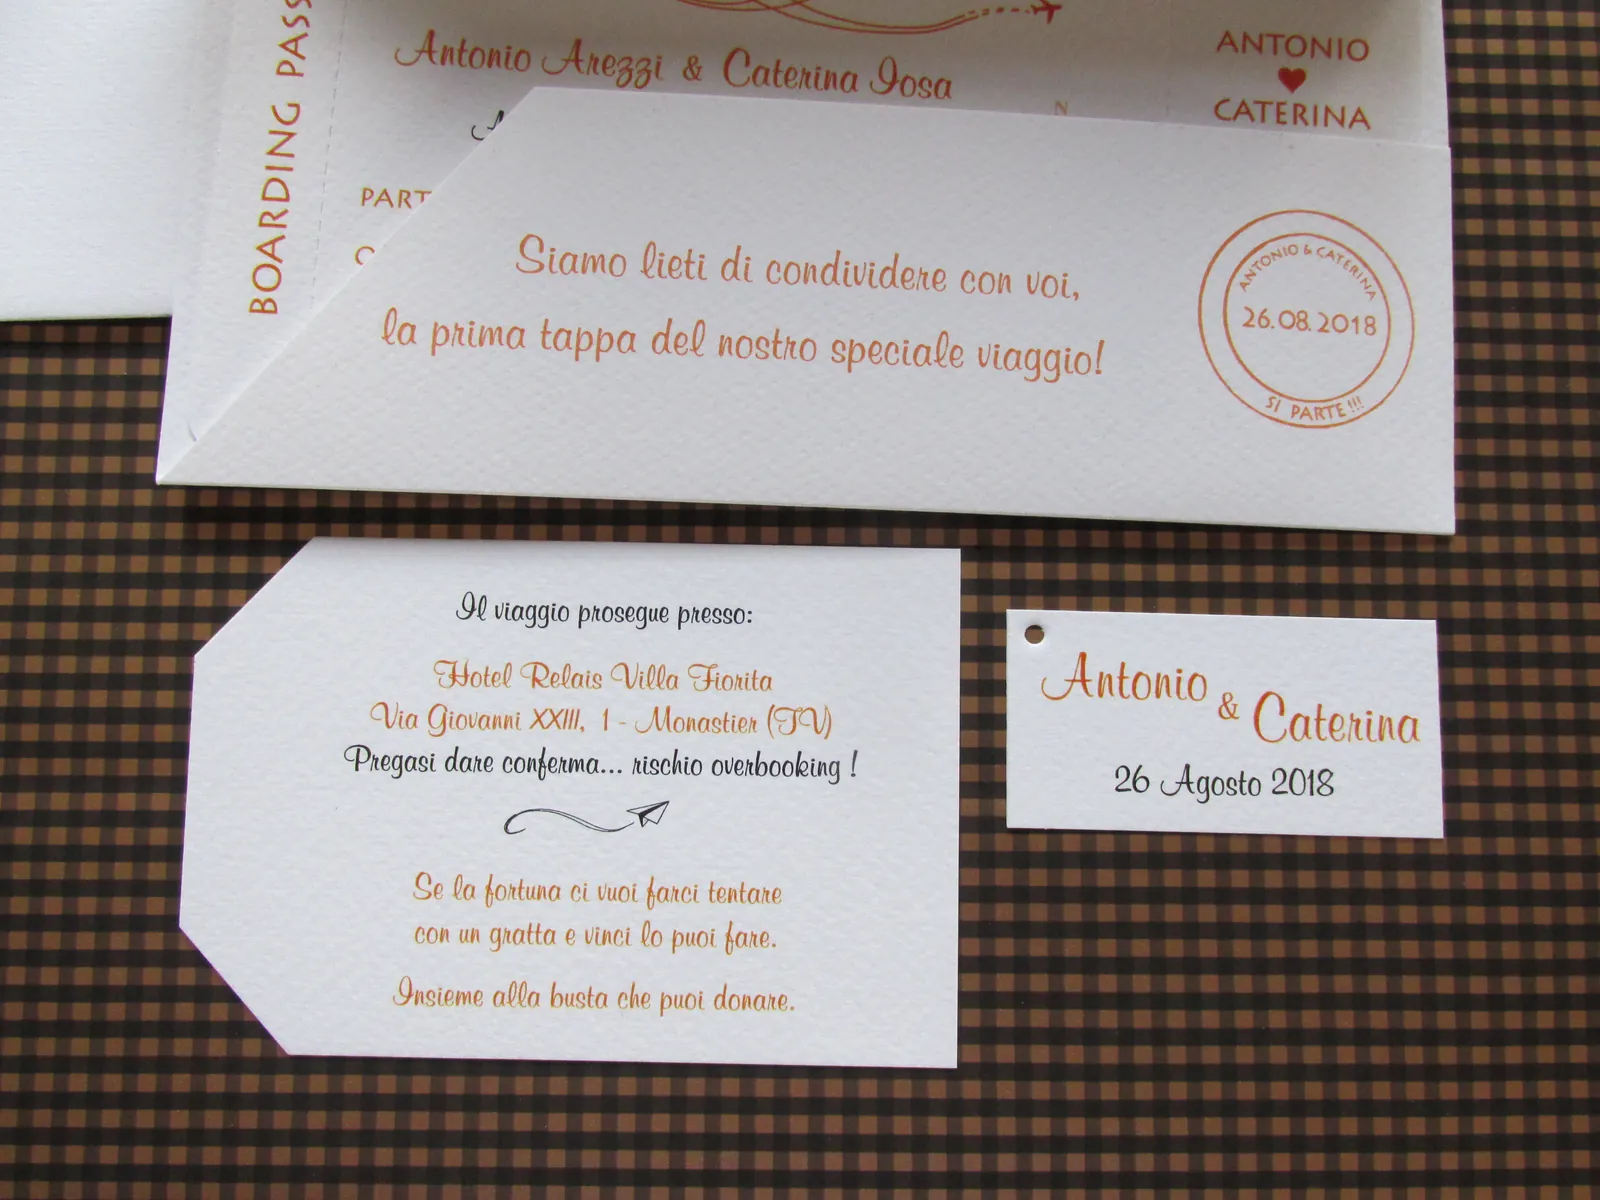 BOARDING PASS
Antonio Arezzi & Caterina Iosa
ANTONIO
CATERINA
N
PART
Siamo lieti di condividere con voi,
la prima tappa del nostro speciale viaggio!
ANTONIO & CATERINA
26.08.2018
SI PARTE!!!
Il viaggio prosegue presso:
Hotel Relais Villa Fiorita
Via Giovanni XXIII, 1 - Monastier (TV)
Pregasi dare conferma... rischio overbooking !
Se la fortuna ci vuoi farci tentare
con un gratta e vinci lo puoi fare.
Insieme alla busta che puoi donare.
Antonio
& Caterina
26 Agosto 2018